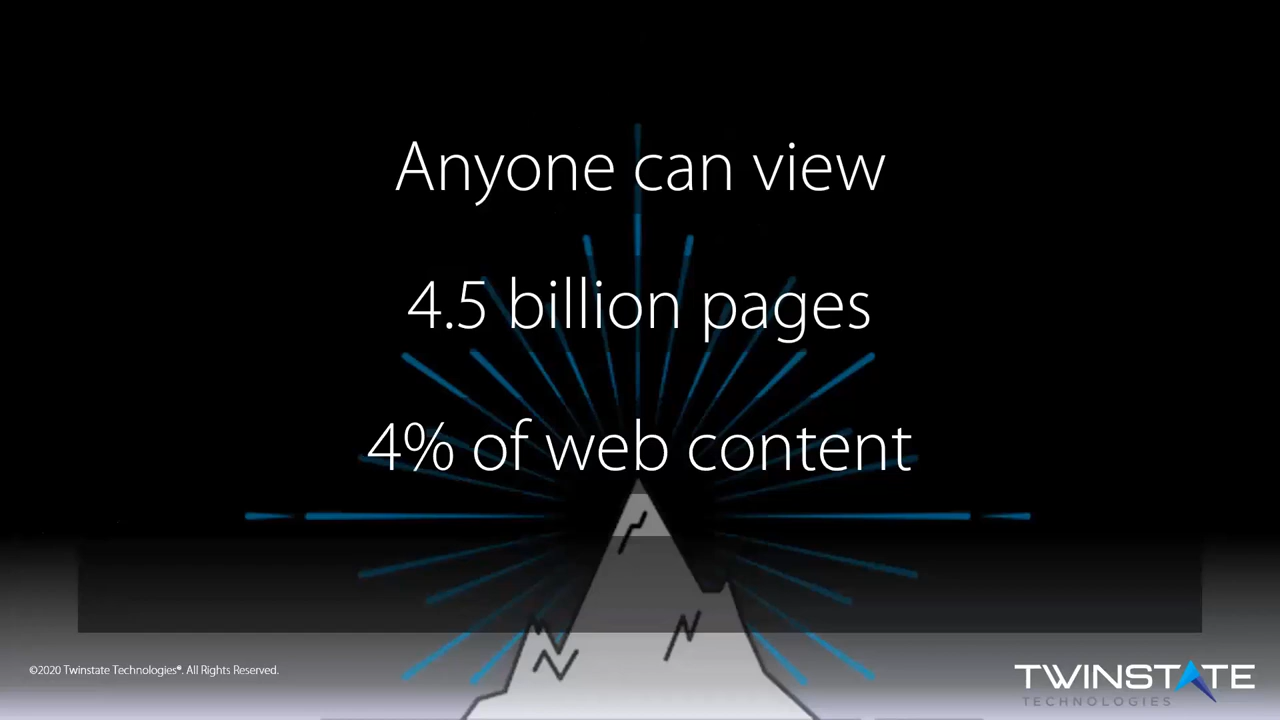 Anyone can view
4.5 billion pages
4% of web content
©2020 Twinstate Technologies®. All Rights Reserved.
TWINSTATE
TECHNOLOGIES